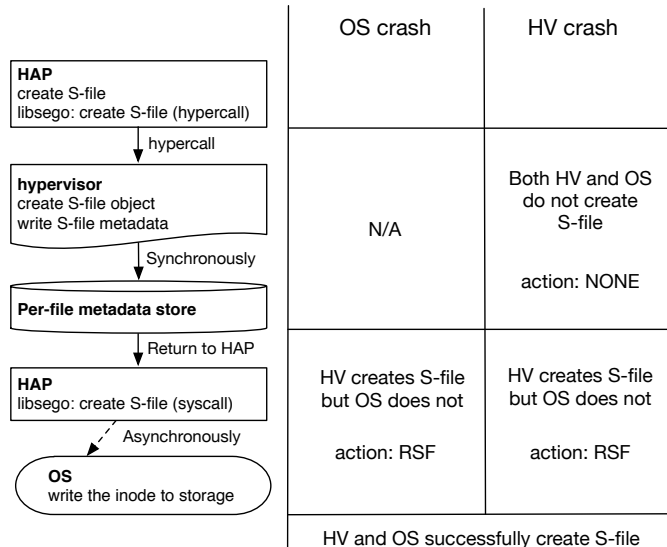 OS crash
HV crash
HAP
create S-file
libsego: create S-file (hypercall)
hypercall
hypervisor
create S-file object
write S-file metadata
Synchronously
Per-file metadata store
Return to HAP
HAP
libsego: create S-file (syscall)
Asynchronously
OS
write the inode to storage
N/A
Both HV and OS
do not create
S-file
action: NONE
HV creates S-file
but OS does not
action: RSF
HV creates S-file
but OS does not
action: RSF
HV and OS successfully create S-file